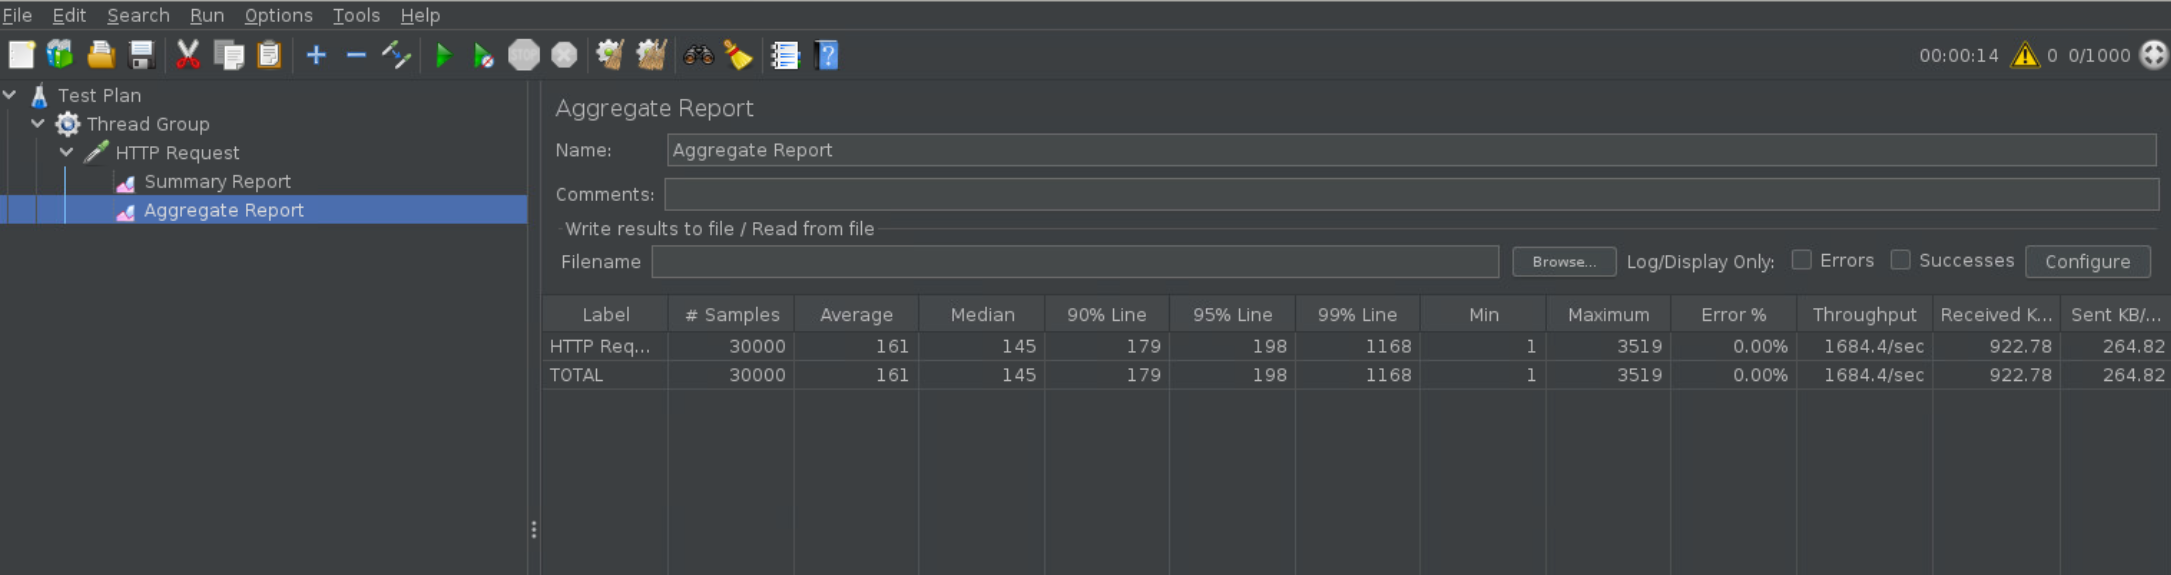 File Edit Search Run Options Tools Help
STOP 00:00:14 0 0/1000
Test Plan
Thread Group
HTTP Request
Summary Report
Aggregate Report
Aggregate Report
Name: Aggregate Report
Comments:
Write results to file / Read from file
Filename Browse... Log/Display Only: Errors Successes Configure
Label # Samples Average Median 90% Line 95% Line 99% Line Min Maximum Error % Throughput Received K... Sent KB/...
HTTP Req... 30000 161 145 179 198 1168 1 3519 0.00% 1684.4/sec 922.78 264.82
TOTAL 30000 161 145 179 198 1168 1 3519 0.00% 1684.4/sec 922.78 264.82